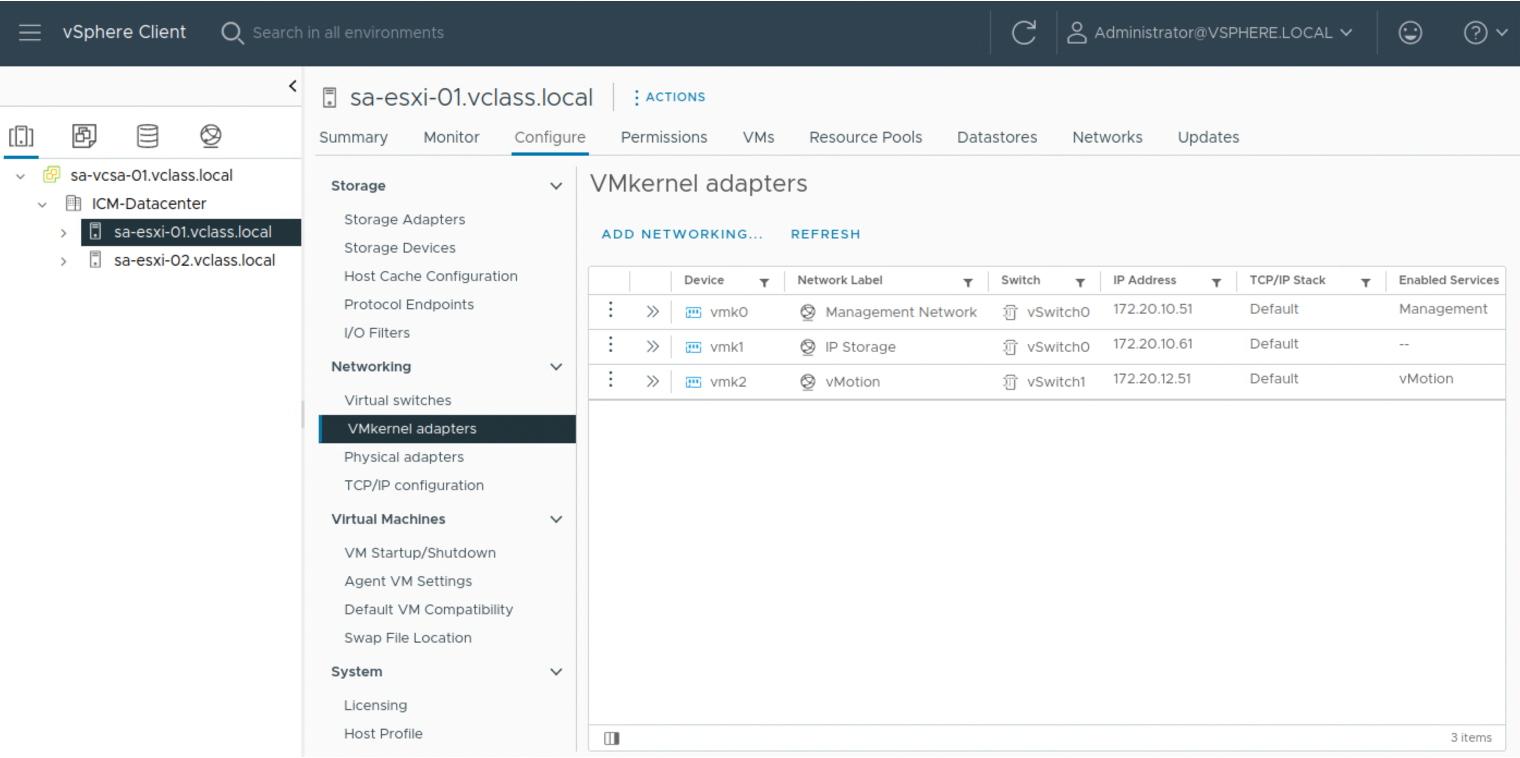 vSphere Client
Search in all environments
Administrator@VSPHERE.LOCAL
sa-vcsa-01.vclass.local
ICM-Datacenter
sa-esxi-01.vclass.local
sa-esxi-02.vclass.local
sa-esxi-01.vclass.local
ACTIONS
Summary Monitor Configure Permissions VMs Resource Pools Datastores Networks Updates
Storage
Storage Adapters
Storage Devices
Host Cache Configuration
Protocol Endpoints
I/O Filters
Networking
Virtual switches
VMkernel adapters
Physical adapters
TCP/IP configuration
Virtual Machines
VM Startup/Shutdown
Agent VM Settings
Default VM Compatibility
Swap File Location
System
Licensing
Host Profile
VMkernel adapters
ADD NETWORKING... REFRESH
Device Network Label Switch IP Address TCP/IP Stack Enabled Services
vmk0 Management Network vSwitch0 172.20.10.51 Default Management
vmk1 IP Storage vSwitch0 172.20.10.61 Default --
vmk2 vMotion vSwitch1 172.20.12.51 Default vMotion
3 items